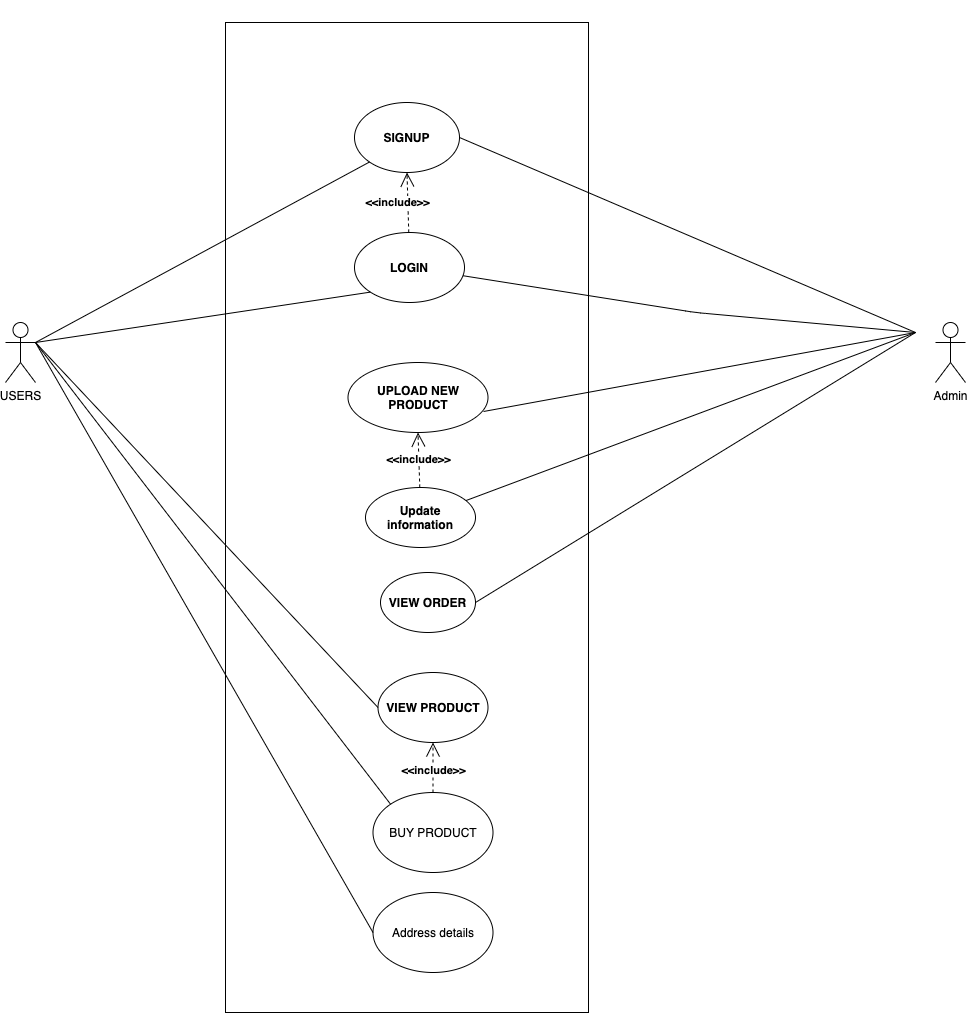 SIGNUP
<<include>>
LOGIN
USERS
Admin
UPLOAD NEW
PRODUCT
<<include>>
Update
information
VIEW ORDER
VIEW PRODUCT
<<include>>
BUY PRODUCT
Address details